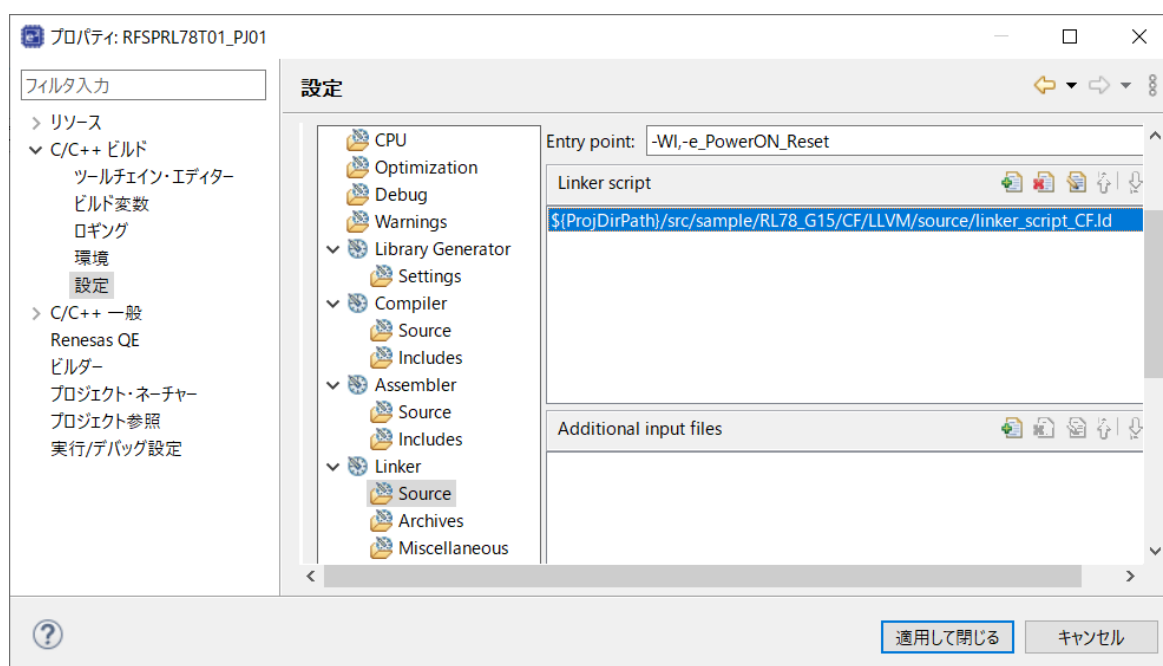 プロパティ: RFSPRL78T01_PJ01
フィルタ入力
リソース
C/C++ ビルド
ツールチェイン・エディター
ビルド変数
ロギング
環境
設定
C/C++ 一般
Renesas QE
ビルダー
プロジェクト・ネーチャー
プロジェクト参照
実行/デバッグ設定
設定
CPU
Optimization
Debug
Warnings
Library Generator
Settings
Compiler
Source
Includes
Assembler
Source
Includes
Linker
Source
Archives
Miscellaneous
Entry point: -Wl,-e_PowerON_Reset
Linker script
${ProjDirPath}/src/sample/RL78_G15/CF/LLVM/source/linker_script_CF.ld
Additional input files
適用して閉じる
キャンセル